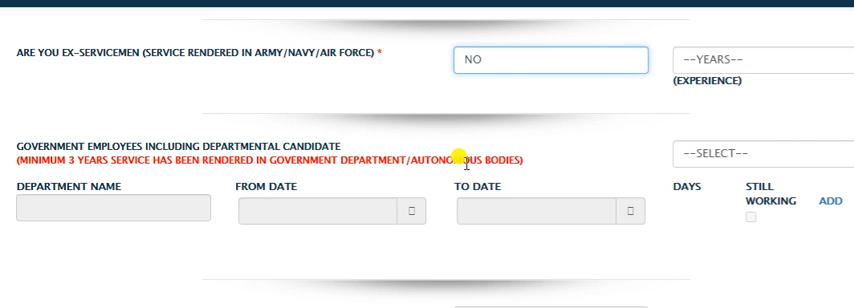 ARE YOU EX-SERVICEMEN (SERVICE RENDERED IN ARMY/NAVY/AIR FORCE) *
NO
--YEARS--
(EXPERIENCE)
GOVERNMENT EMPLOYEES INCLUDING DEPARTMENTAL CANDIDATE
(MINIMUM 3 YEARS SERVICE HAS BEEN RENDERED IN GOVERNMENT DEPARTMENT/AUTONOMOUS BODIES)
--SELECT--
DEPARTMENT NAME
FROM DATE
TO DATE
DAYS
STILL
WORKING
ADD